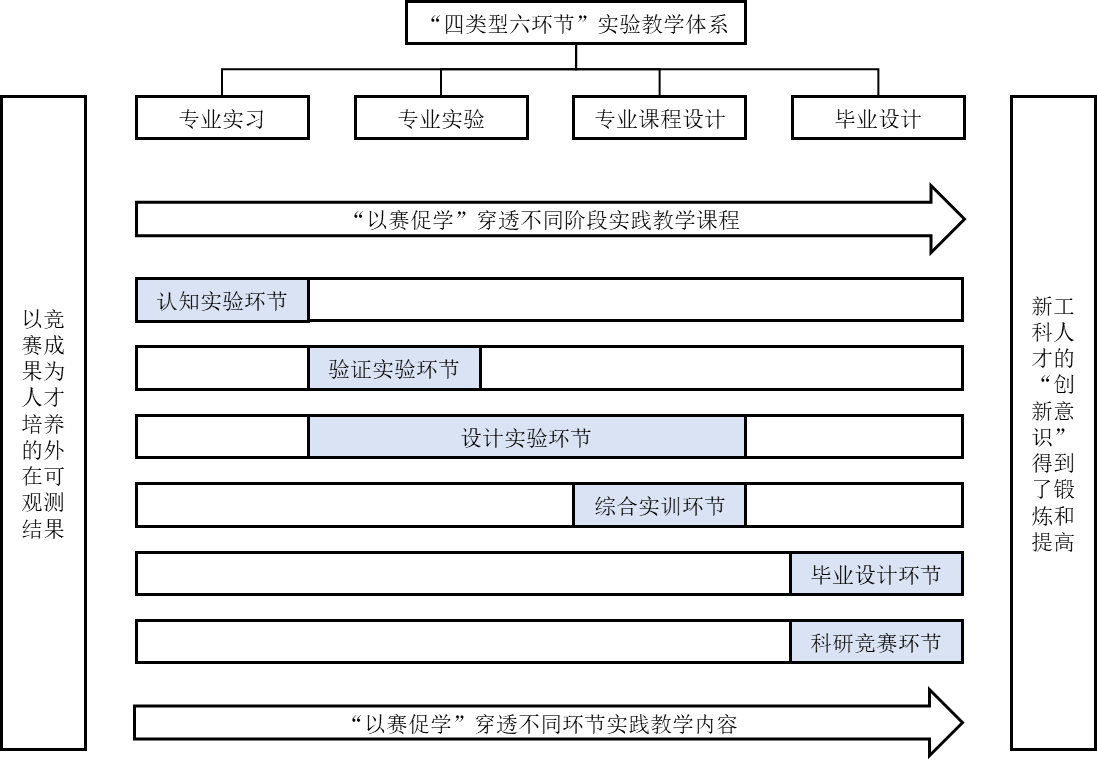 “四类型六环节”实验教学体系
专业实习
专业实验
专业课程设计
毕业设计
“以赛促学”穿透不同阶段实践教学课程
以竞
赛成
果为
人才
培养
的外
在可
观测
结果
认知实验环节
验证实验环节
设计实验环节
综合实训环节
毕业设计环节
科研竞赛环节
新工
科人
才的
“创
新意
识”
得到
了锻
炼和
提高
“以赛促学”穿透不同环节实践教学内容